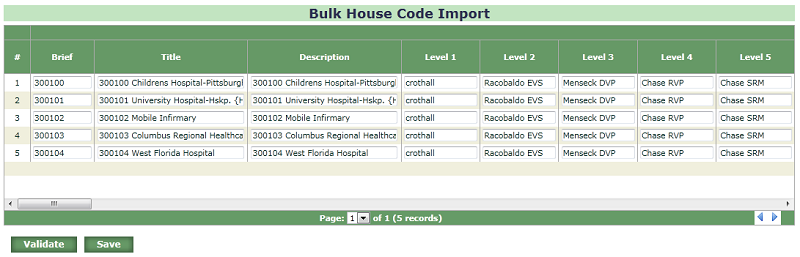 Bulk House Code Import
# Brief Title Description Level 1 Level 2 Level 3 Level 4 Level 5
1 300100 300100 Childrens Hospital-Pittsburgl 300100 Childrens Hospital-Pittsburgl crothall Racobaldo EVS Menseck DVP Chase RVP Chase SRM
2 300101 300101 University Hospital-Hskp. {H 300101 University Hospital-Hskp. {H crothall Racobaldo EVS Menseck DVP Chase RVP Chase SRM
3 300102 300102 Mobile Infirmary 300102 Mobile Infirmary crothall Racobaldo EVS Menseck DVP Chase RVP Chase SRM
4 300103 300103 Columbus Regional Healthca 300103 Columbus Regional Healthca crothall Racobaldo EVS Menseck DVP Chase RVP Chase SRM
5 300104 300104 West Florida Hospital 300104 West Florida Hospital crothall Racobaldo EVS Menseck DVP Chase RVP Chase SRM
Page: 1 of 1 (5 records)
Validate Save